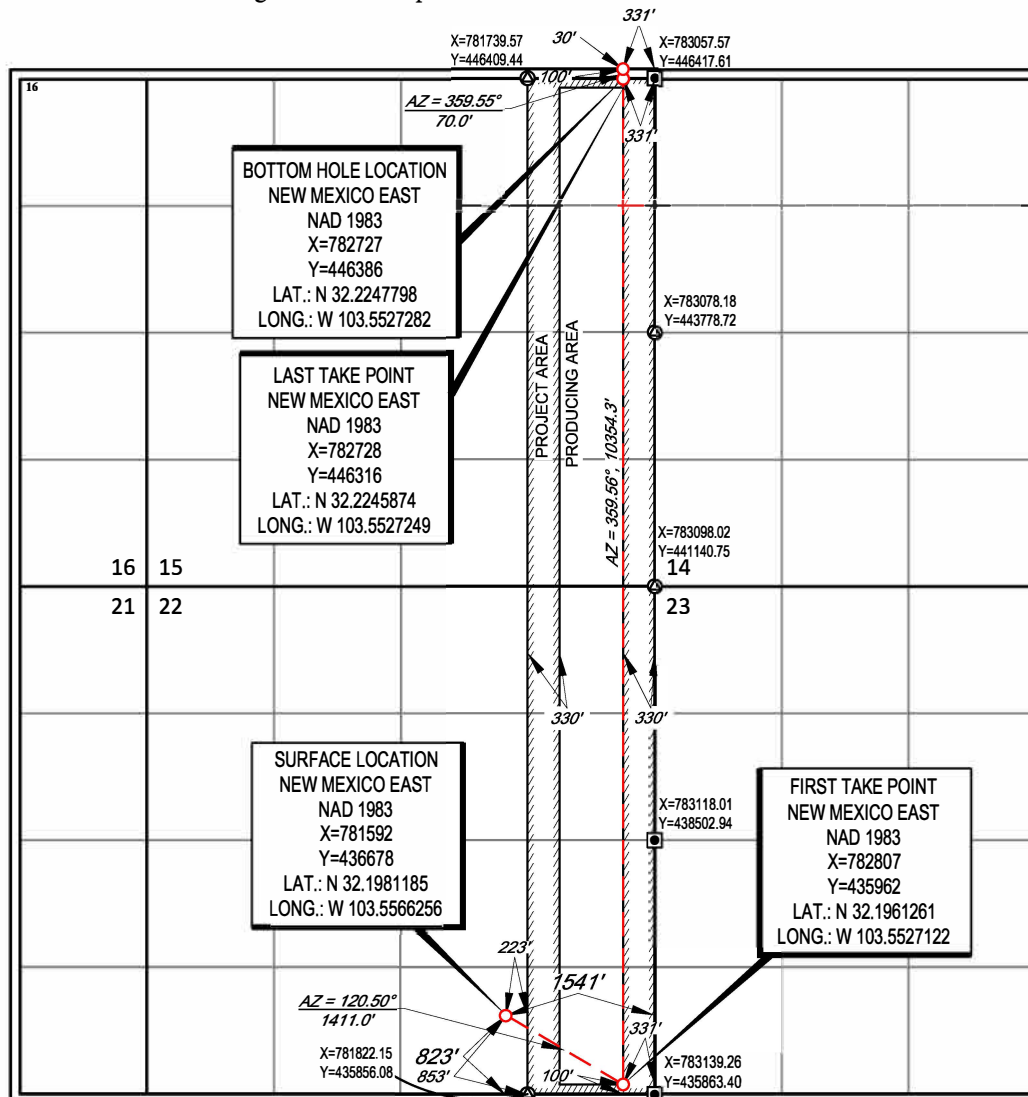 331'
X=781739.57
Y=446409.44
30'
X=783057.57
Y=446417.61
16
100'
AZ = 359.55°
70.0'
331'
BOTTOM HOLE LOCATION
NEW MEXICO EAST
NAD 1983
X=782727
Y=446386
LAT.: N 32.2247798
LONG.: W 103.5527282
X=783078.18
Y=443778.72
LAST TAKE POINT
NEW MEXICO EAST
NAD 1983
X=782728
Y=446316
LAT.: N 32.2245874
LONG.: W 103.5527249
PROJECT AREA
PRODUCING AREA
AZ = 359.56°, 10354.3'
X=783098.02
Y=441140.75
16 15
14
21 22
23
330'
330'
SURFACE LOCATION
NEW MEXICO EAST
NAD 1983
X=781592
Y=436678
LAT.: N 32.1981185
LONG.: W 103.5566256
X=783118.01
Y=438502.94
FIRST TAKE POINT
NEW MEXICO EAST
NAD 1983
X=782807
Y=435962
LAT.: N 32.1961261
LONG.: W 103.5527122
223'
1541'
AZ = 120.50°
1411.0'
331'
X=781822.15
Y=435856.08
823'
853'
100'
X=783139.26
Y=435863.40